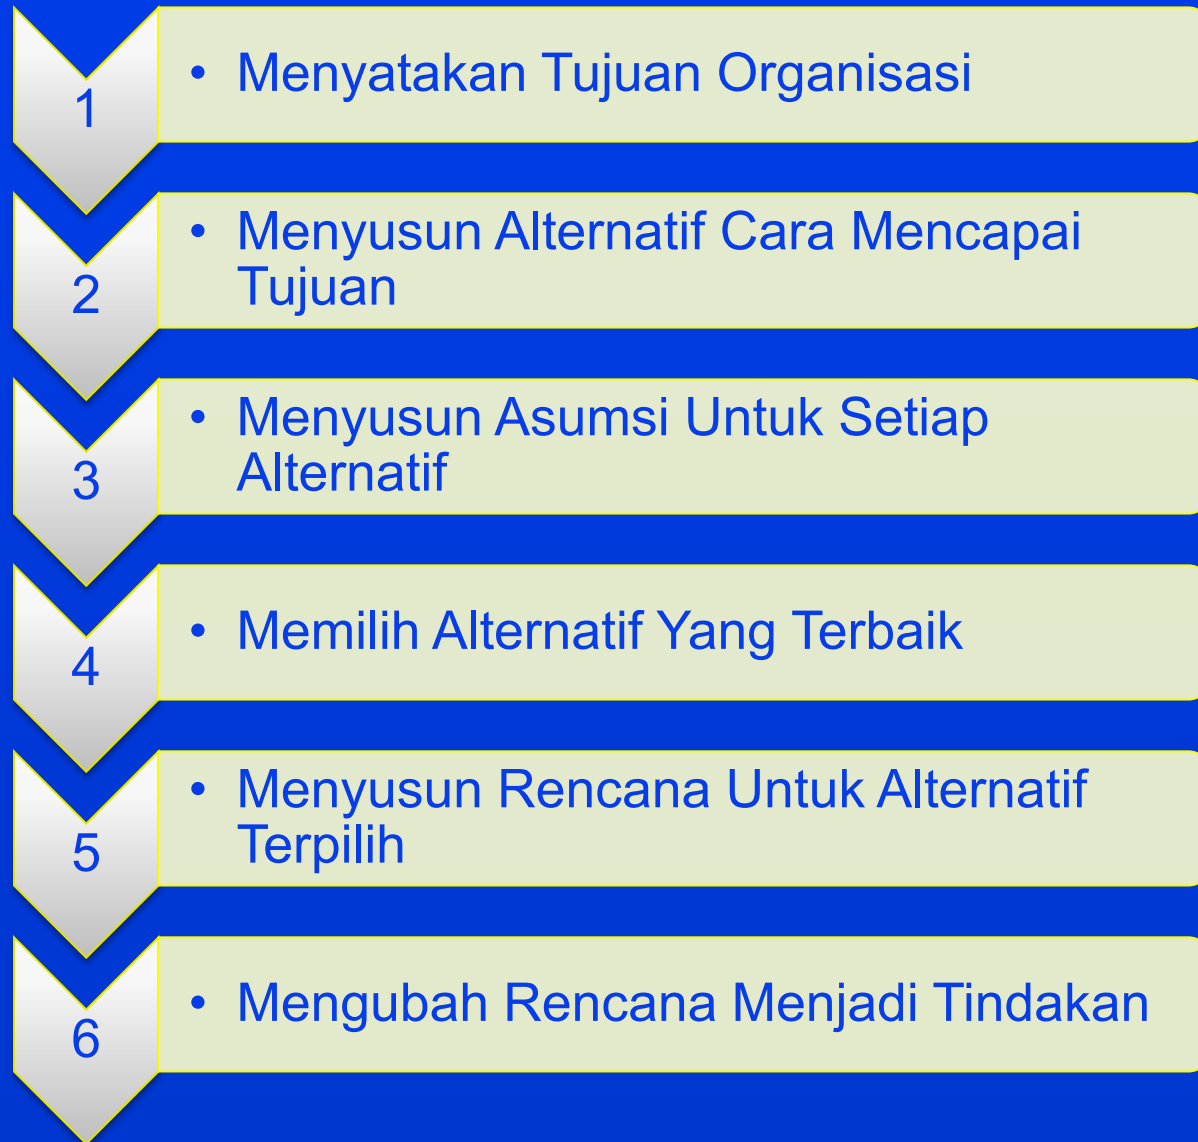 1
• Menyatakan Tujuan Organisasi
2
• Menyusun Alternatif Cara Mencapai
Tujuan
3
• Menyusun Asumsi Untuk Setiap
Alternatif
4
• Memilih Alternatif Yang Terbaik
5
• Menyusun Rencana Untuk Alternatif
Terpilih
6
• Mengubah Rencana Menjadi Tindakan